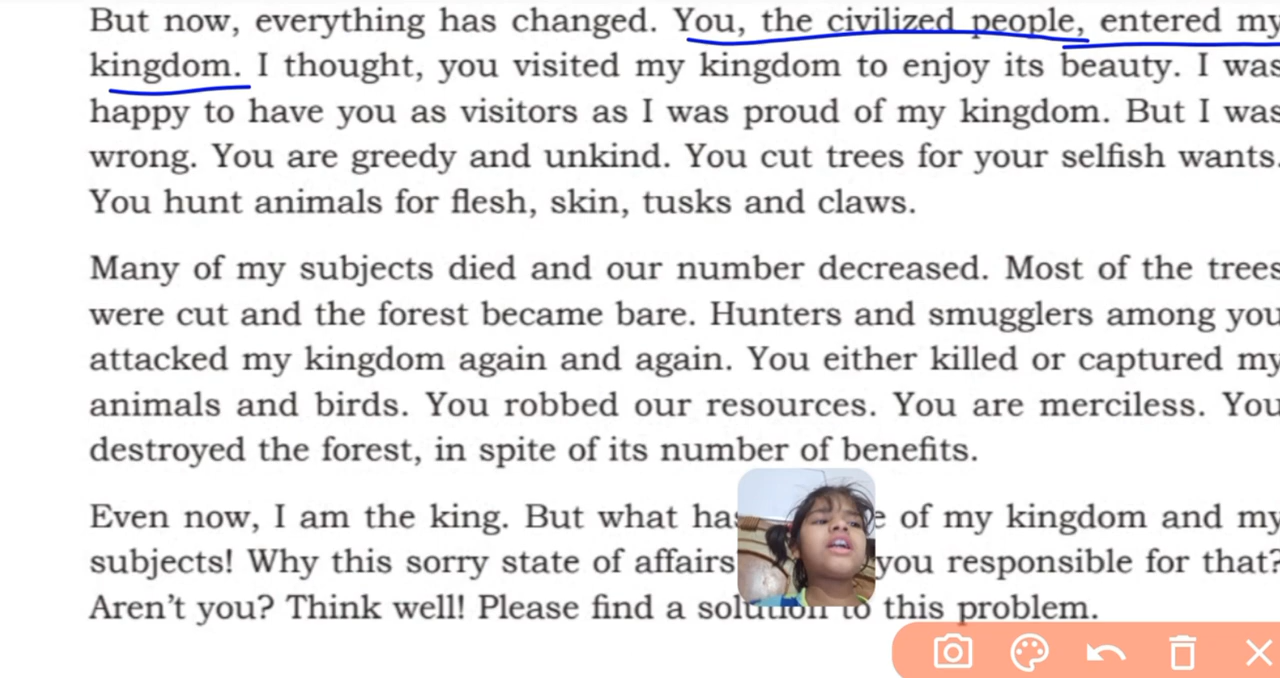 But now, everything has changed. You, the civilized people, entered my
kingdom. I thought, you visited my kingdom to enjoy its beauty. I was
happy to have you as visitors as I was proud of my kingdom. But I was
wrong. You are greedy and unkind. You cut trees for your selfish wants.
You hunt animals for flesh, skin, tusks and claws.
Many of my subjects died and our number decreased. Most of the trees
were cut and the forest became bare. Hunters and smugglers among you
attacked my kingdom again and again. You either killed or captured my
animals and birds. You robbed our resources. You are merciless. You
destroyed the forest, in spite of its number of benefits.
Even now, I am the king. But what of my kingdom and my
subjects! Why this sorry state of affairs you responsible for that?
Aren't you? Think well! Please find a solution to this problem.